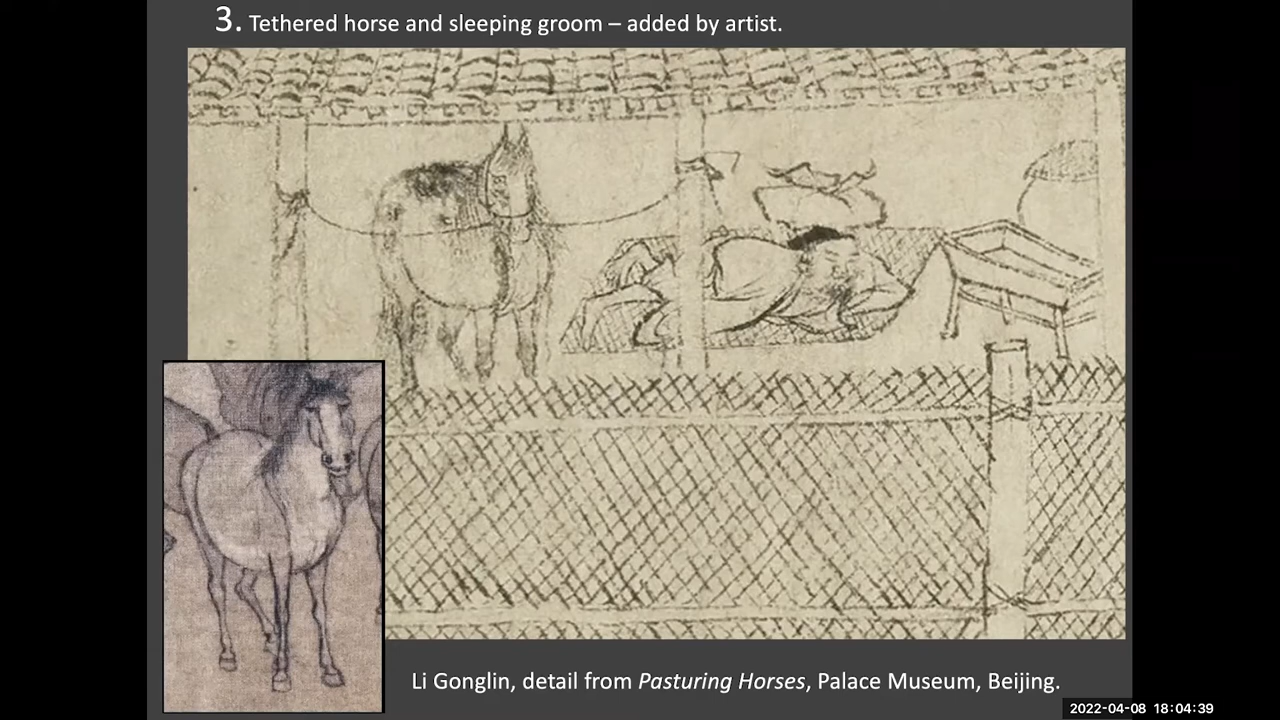 3. Tethered horse and sleeping groom – added by artist.
Li Gonglin, detail from Pasturing Horses, Palace Museum, Beijing.
2022-04-08 18:04:39